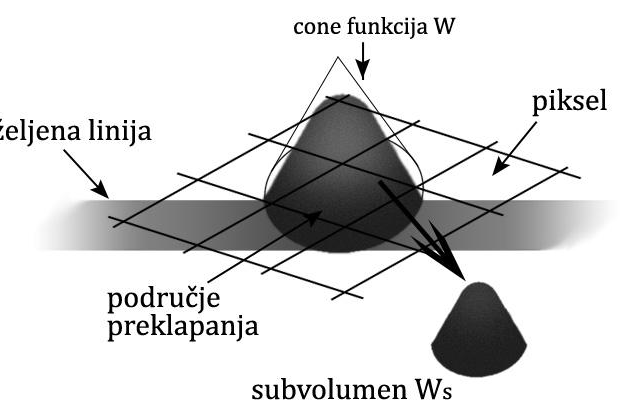 cone funkcija W
piksel
željena linija
područje
preklapanja
subvolumen Ws